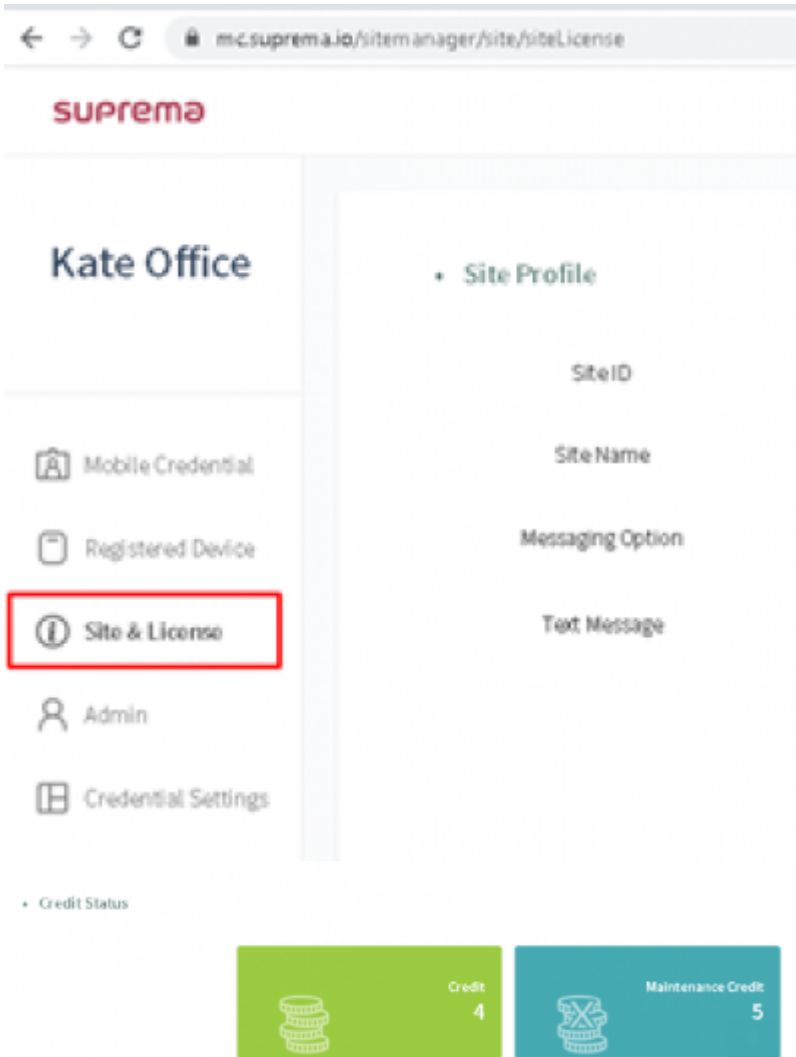 mc.suprema.io/sitemanager/site/siteLicense
suprema
Kate Office
• Site Profile
Site ID
Site Name
Messaging Option
Text Message
Mobile Credential
Registered Device
Site & License
Admin
Credential Settings
• Credit Status
Credit
4
Maintenance Credit
5